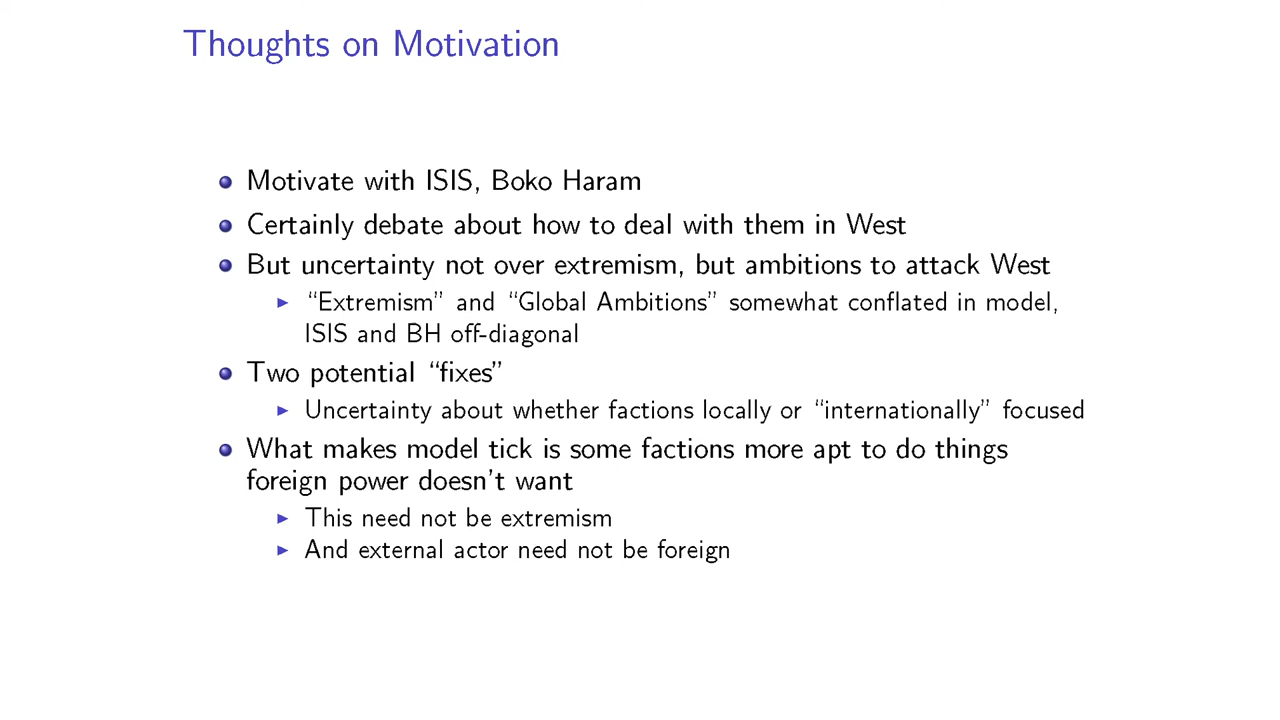 Thoughts on Motivation
Motivate with ISIS, Boko Haram
Certainly debate about how to deal with them in West
But uncertainty not over extremism, but ambitions to attack West
“Extremism” and “Global Ambitions” somewhat conflated in model,
ISIS and BH off-diagonal
Two potential “fixes”
Uncertainty about whether factions locally or “internationally” focused
What makes model tick is some factions more apt to do things
foreign power doesn't want
This need not be extremism
And external actor need not be foreign